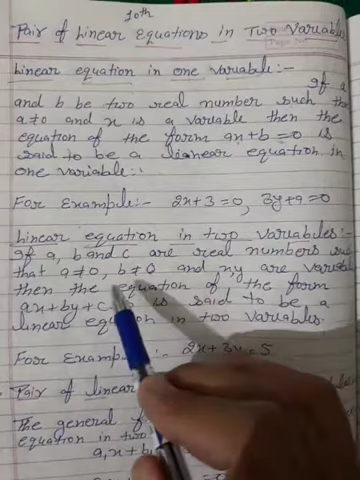 10th
Pair of Linear Equations in Two Variables
Linear equation in one variable:-
If a
and b be two real number such tha
a≠0 and x is a variable then the
equation of the form ax+b=0 is
said to be a linear equation in
one variable:-
For Example:- 2x+3=0, 3y+9=0
Linear equation in two variables:-
If a, b and c are real numbers su
that a≠0, b≠0 and x,y are variab
then the equation of the form
ax+by+c is said to be a
linear equation in two variables.
For Examp :- 2x+3y=5
Pair of linear
The general f
equation in two
a,x+b